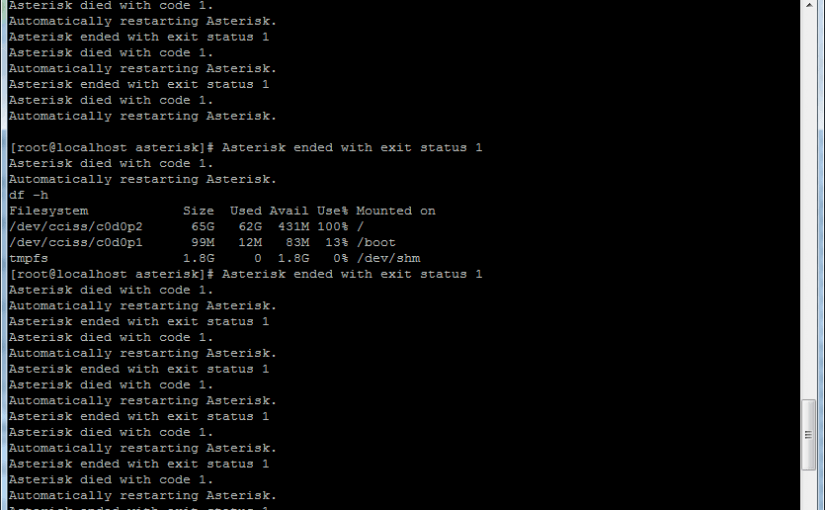 Asterisk died with code 1.
Automatically restarting Asterisk.
Asterisk ended with exit status 1
Asterisk died with code 1.
Automatically restarting Asterisk.
Asterisk ended with exit status 1
Asterisk died with code 1.
Automatically restarting Asterisk.
[root@localhost asterisk]# Asterisk ended with exit status 1
Asterisk died with code 1.
Automatically restarting Asterisk.
df -h
Filesystem            Size  Used Avail Use% Mounted on
/dev/cciss/c0d0p2      65G   62G  431M 100% /
/dev/cciss/c0d0p1      99M   12M   83M  13% /boot
tmpfs                 1.8G     0  1.8G   0% /dev/shm
[root@localhost asterisk]# Asterisk ended with exit status 1
Asterisk died with code 1.
Automatically restarting Asterisk.
Asterisk ended with exit status 1
Asterisk died with code 1.
Automatically restarting Asterisk.
Asterisk ended with exit status 1
Asterisk died with code 1.
Automatically restarting Asterisk.
Asterisk ended with exit status 1
Asterisk died with code 1.
Automatically restarting Asterisk.
Asterisk ended with exit status 1
Asterisk died with code 1.
Automatically restarting Asterisk.
Asterisk ended with exit status 1